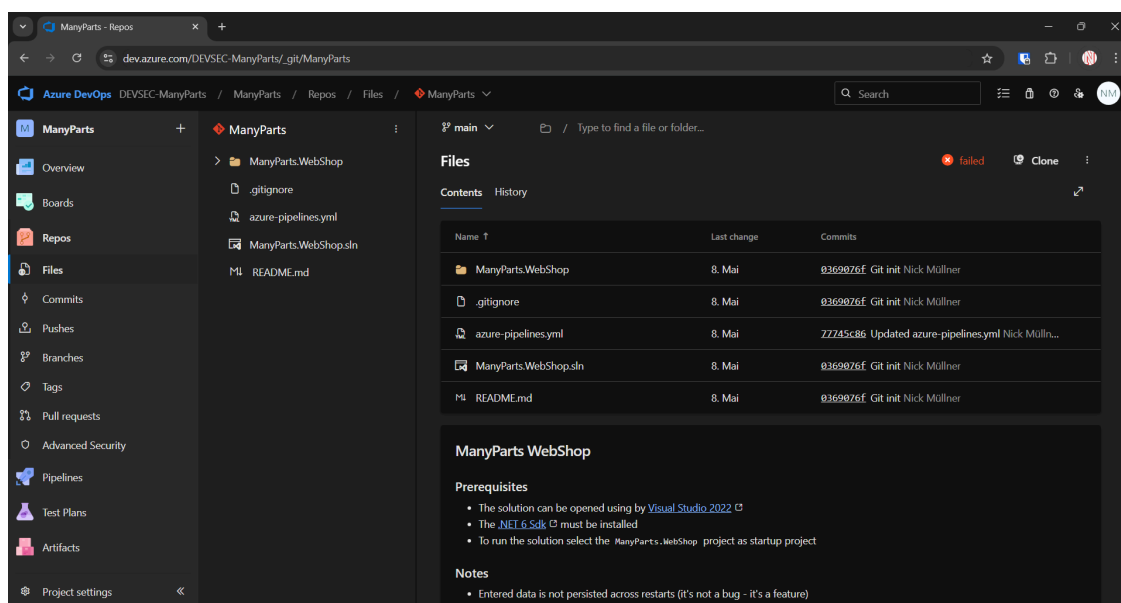 ManyParts - Repos
dev.azure.com/DEVSEC-ManyParts/_git/ManyParts
Azure DevOps DEVSEC-ManyParts / ManyParts / Repos / Files / ManyParts
Search
NM
M ManyParts
Overview
Boards
Repos
Files
Commits
Pushes
Branches
Tags
Pull requests
Advanced Security
Pipelines
Test Plans
Artifacts
Project settings
ManyParts
ManyParts.WebShop
.gitignore
azure-pipelines.yml
ManyParts.WebShop.sln
M↓ README.md
main / Type to find a file or folder...
Files
failed
Clone
Contents History
Name ↑ Last change Commits
ManyParts.WebShop 8. Mai 0369076f Git init Nick Müllner
.gitignore 8. Mai 0369076f Git init Nick Müllner
azure-pipelines.yml 8. Mai 77745c86 Updated azure-pipelines.yml Nick Mülln...
ManyParts.WebShop.sln 8. Mai 0369076f Git init Nick Müllner
M↓ README.md 8. Mai 0369076f Git init Nick Müllner
ManyParts WebShop
Prerequisites
• The solution can be opened using by Visual Studio 2022
• The .NET 6 Sdk must be installed
• To run the solution select the ManyParts.WebShop project as startup project
Notes
• Entered data is not persisted across restarts (it's not a bug - it's a feature)